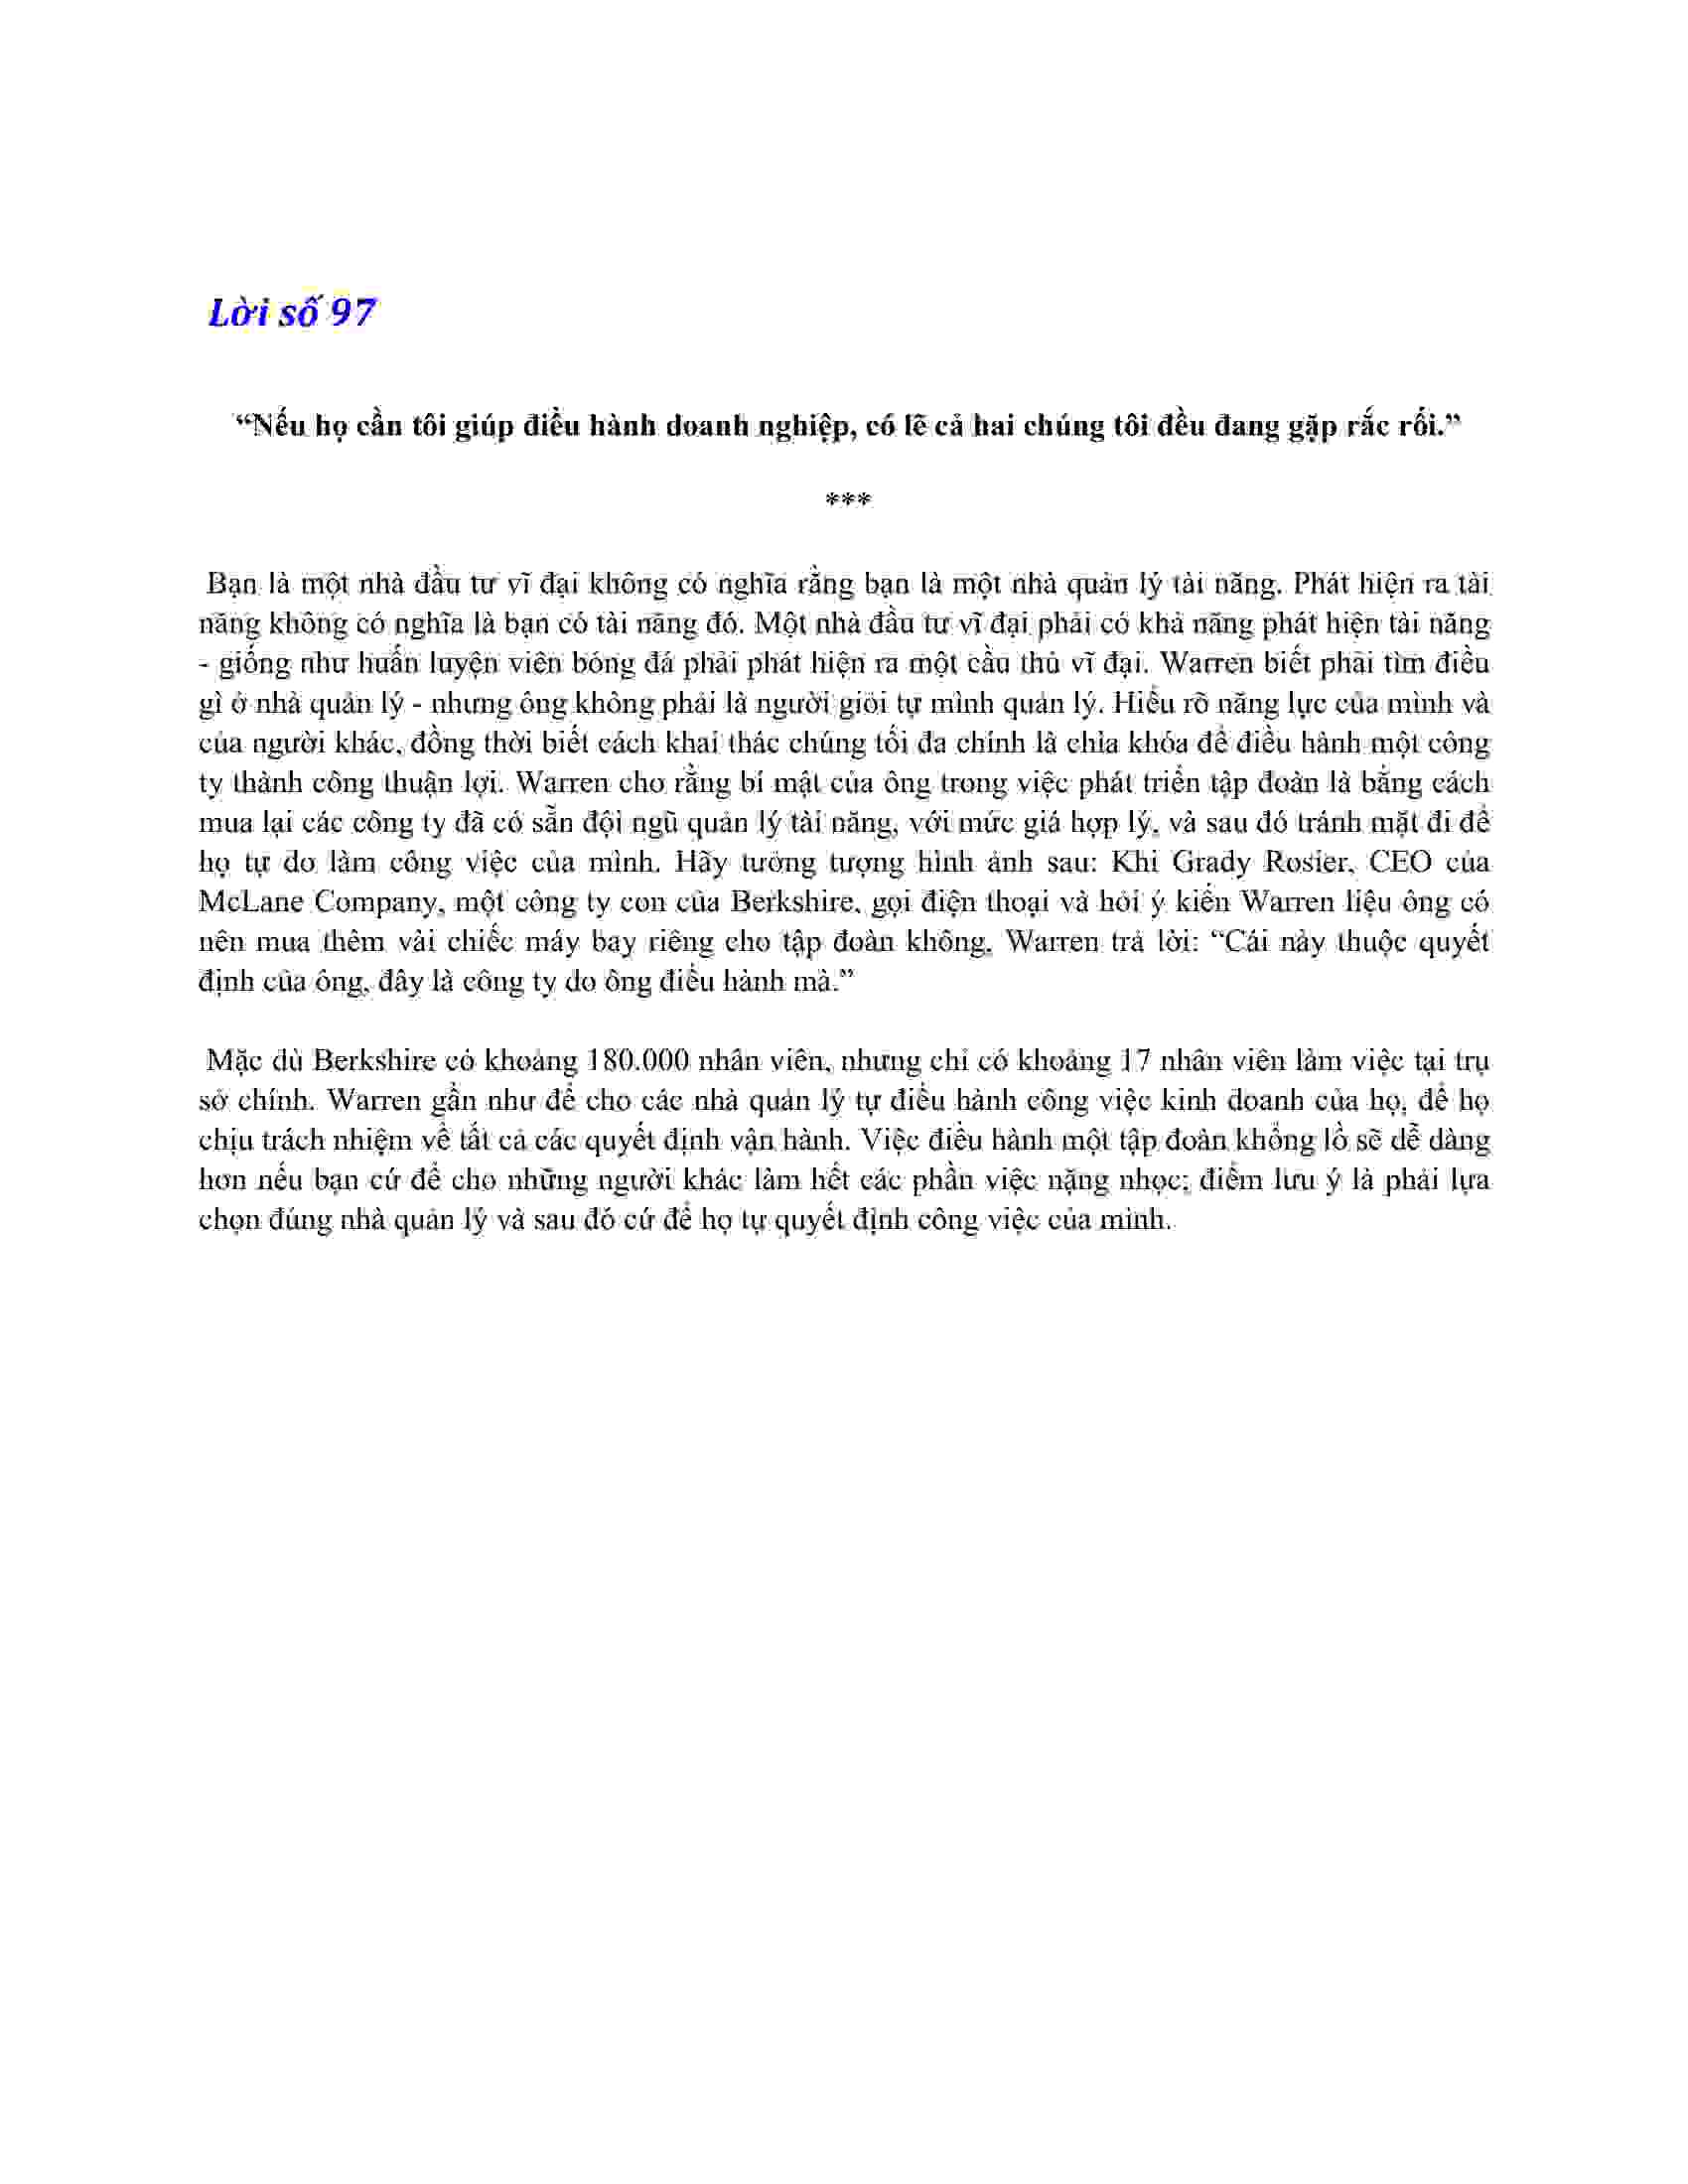 Lời số 97
“Nếu họ cần tôi giúp điều hành doanh nghiệp, có lẽ cả hai chúng tôi đều đang gặp rắc rối.”
***
Bạn là một nhà đầu tư vĩ đại không có nghĩa rằng bạn là một nhà quản lý tài năng. Phát hiện ra tài
năng không có nghĩa là bạn có tài năng đó. Một nhà đầu tư vĩ đại phải có khả năng phát hiện tài năng
- giống như huấn luyện viên bóng đá phải phát hiện ra một cầu thủ vĩ đại. Warren biết phải tìm điều
gì ở nhà quản lý - nhưng ông không phải là người giỏi tự mình quản lý. Hiểu rõ năng lực của mình và
của người khác, đồng thời biết cách khai thác chúng tối đa chính là chìa khóa để điều hành một công
ty thành công thuận lợi. Warren cho rằng bí mật của ông trong việc phát triển tập đoàn là bằng cách
mua lại các công ty đã có sẵn đội ngũ quản lý tài năng, với mức giá hợp lý, và sau đó tránh mặt đi để
họ tự do làm công việc của mình. Hãy tưởng tượng hình ảnh sau: Khi Grady Rosier, CEO của
McLane Company, một công ty con của Berkshire, gọi điện thoại và hỏi ý kiến Warren liệu ông có
nên mua thêm vài chiếc máy bay riêng cho tập đoàn không, Warren trả lời: “Cái này thuộc quyết
định của ông, đây là công ty do ông điều hành mà.”
Mặc dù Berkshire có khoảng 180.000 nhân viên, nhưng chỉ có khoảng 17 nhân viên làm việc tại trụ
sở chính. Warren gần như để cho các nhà quản lý tự điều hành công việc kinh doanh của họ, để họ
chịu trách nhiệm về tất cả các quyết định vận hành. Việc điều hành một tập đoàn khổng lồ sẽ dễ dàng
hơn nếu bạn cứ để cho những người khác làm hết các phần việc nặng nhọc; điểm lưu ý là phải lựa
chọn đúng nhà quản lý và sau đó cứ để họ tự quyết định công việc của mình.